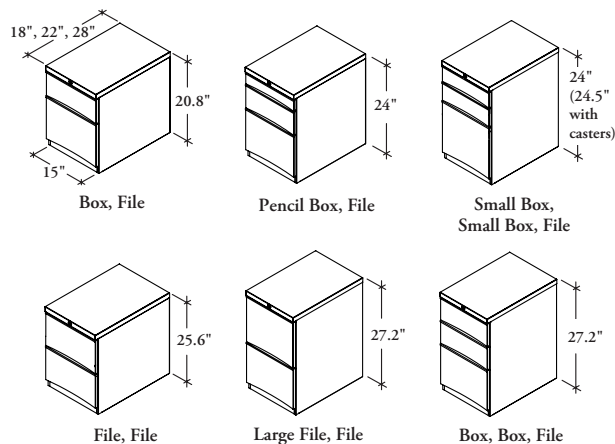 18", 22", 28"
20.8"
15"
Box, File
24"
Pencil Box, File
24"
(24.5"
with
casters)
Small Box,
Small Box, File
25.6"
File, File
27.2"
Large File, File
27.2"
Box, Box, File